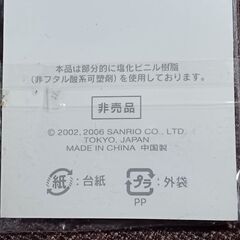 本品は部分的に塩化ビニル樹脂
(非フタル酸系可塑剤)を使用しております。
非売品
© 2002, 2006 SANRIO CO., LTD.
TOKYO, JAPAN
MADE IN CHINA 中国製
紙：台紙
プラ：外袋
PP